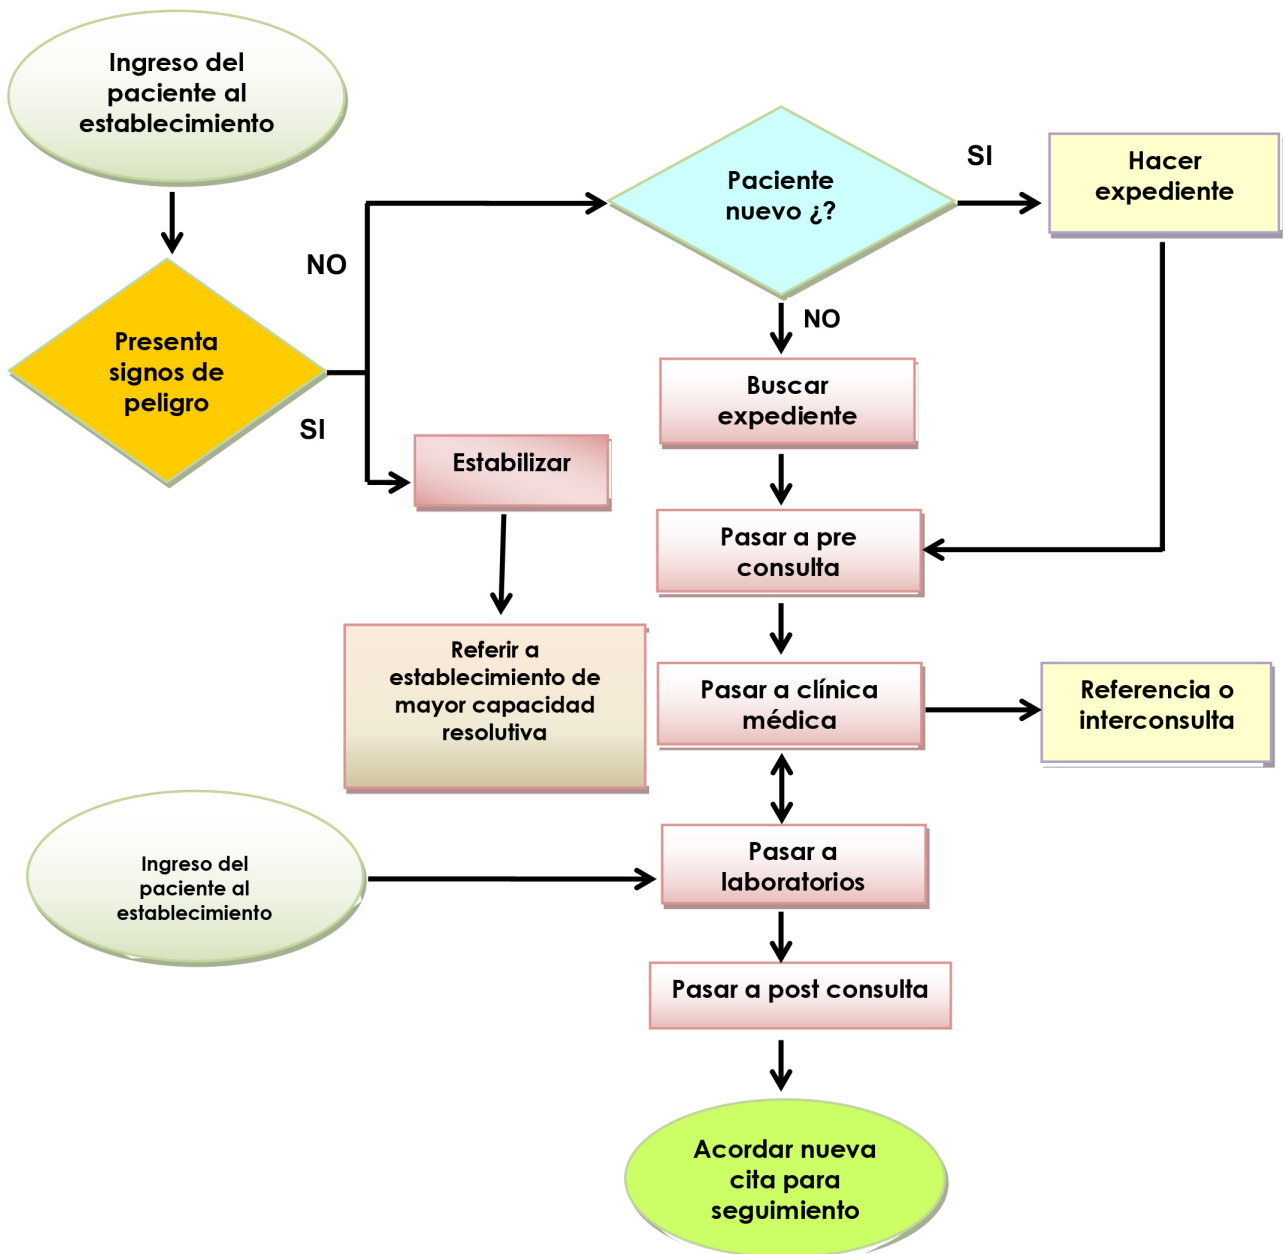 Ingreso del
paciente al
establecimiento
Paciente
nuevo ¿?
SI
Hacer
expediente
NO
Presenta
signos de
peligro
SI
NO
Buscar
expediente
Estabilizar
Pasar a pre
consulta
Referir a
establecimiento de
mayor capacidad
resolutiva
Pasar a clínica
médica
Referencia o
interconsulta
Ingreso del
paciente al
establecimiento
Pasar a
laboratorios
Pasar a post consulta
Acordar nueva
cita para
seguimiento